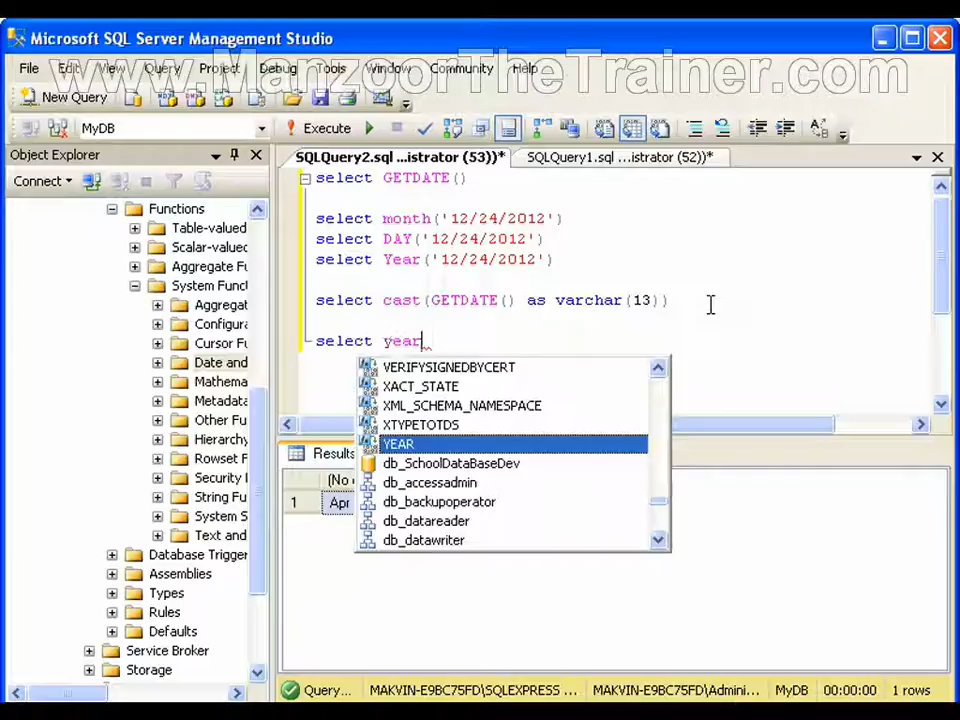 Microsoft SQL Server Management Studio
www.ManzoorTheTrainer.com
File Edit View Query Project Debug Tools Window Community Help
New Query
MyDB
Execute
Object Explorer
SQLQuery2.sql ...istrator (53))*
SQLQuery1.sql ...istrator (52))*
Connect
Functions
Table-valued
Scalar-valued
Aggregate Fu
System Funct
Aggregat
Configura
Cursor F
Date and
Mathema
Metadata
Other Fu
Hierarchy
Rowset F
Security
String Fu
System S
Text and
Database Trigger
Assemblies
Types
Rules
Defaults
Service Broker
Storage
select GETDATE()
select month('12/24/2012')
select DAY('12/24/2012')
select Year('12/24/2012')
select cast(GETDATE() as varchar(13))
select year
VERIFYSIGNEDBYCERT
XACT_STATE
XML_SCHEMA_NAMESPACE
XTYPETOTDS
YEAR
db_SchoolDataBaseDev
db_accessadmin
db_backupoperator
db_datareader
db_datawriter
Results
(No
1 Apr
Query... MAKVIN-E9BC75FD\SQLEXPRESS ... MAKVIN-E9BC75FD\Admini... MyDB 00:00:00 1 rows